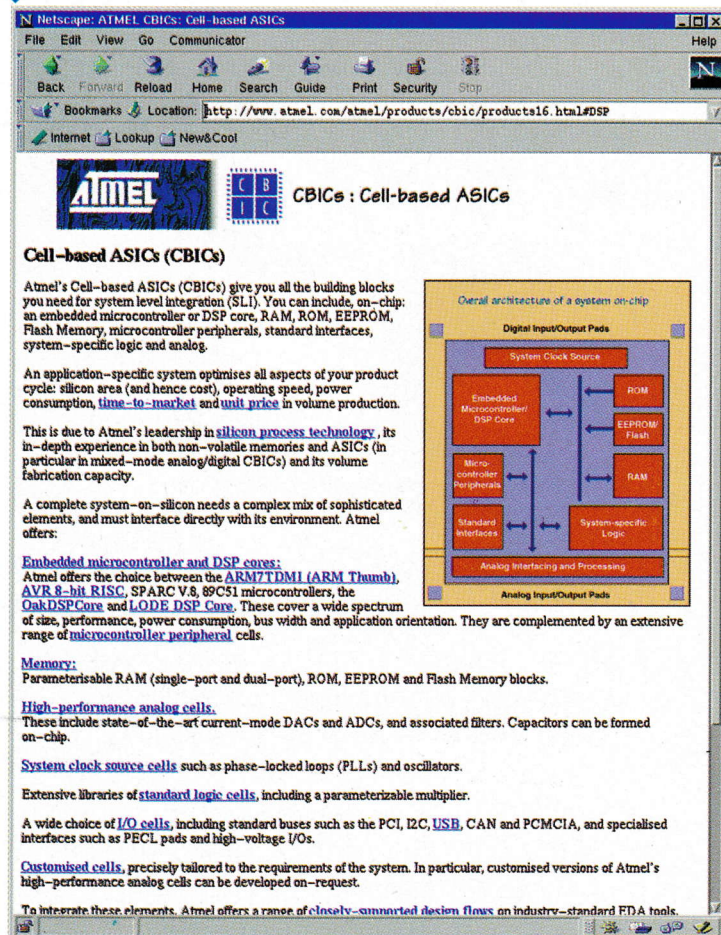 Netscape: ATMEL CBICs: Cell-based ASICs
File Edit View Go Communicator Help
Back Forward Reload Home Search Guide Print Security Stop
N
Bookmarks Location: http://www.atmel.com/atmel/products/cbic/products16.html#DSP
Internet Lookup New&Cool
ATMEL
C B
I C
CBICs : Cell-based ASICs
Cell-based ASICs (CBICs)
Atmel's Cell-based ASICs (CBICs) give you all the building blocks
you need for system level integration (SLI). You can include, on-chip:
an embedded microcontroller or DSP core, RAM, ROM, EEPROM,
Flash Memory, microcontroller peripherals, standard interfaces,
system-specific logic and analog.
An application-specific system optimises all aspects of your product
cycle: silicon area (and hence cost), operating speed, power
consumption, time-to-market and unit price in volume production.
This is due to Atmel's leadership in silicon process technology , its
in-depth experience in both non-volatile memories and ASICs (in
particular in mixed-mode analog/digital CBICs) and its volume
fabrication capacity.
A complete system-on-silicon needs a complex mix of sophisticated
elements, and must interface directly with its environment. Atmel
offers:
Overall architecture of a system on-chip
Digital Input/Output Pads
System Clock Source
Embedded
Microcontroller/
DSP Core
ROM
EEPROM/
Flash
Micro-
controller
Peripherals
RAM
Standard
Interfaces
System-specific
Logic
Analog Interfacing and Processing
Analog Input/Output Pads
Embedded microcontroller and DSP cores:
Atmel offers the choice between the ARM7TDMI (ARM Thumb),
AVR 8-bit RISC, SPARC V.8, 89C51 microcontrollers, the
OakDSPCore and LODE DSP Core. These cover a wide spectrum
of size, performance, power consumption, bus width and application orientation. They are complemented by an extensive
range of microcontroller peripheral cells.
Memory:
Parameterisable RAM (single-port and dual-port), ROM, EEPROM and Flash Memory blocks.
High-performance analog cells.
These include state-of-the-art current-mode DACs and ADCs, and associated filters. Capacitors can be formed
on-chip.
System clock source cells such as phase-locked loops (PLLs) and oscillators.
Extensive libraries of standard logic cells, including a parameterizable multiplier.
A wide choice of I/O cells, including standard buses such as the PCI, I2C, USB, CAN and PCMCIA, and specialised
interfaces such as PECL pads and high-voltage I/Os.
Customised cells, precisely tailored to the requirements of the system. In particular, customised versions of Atmel's
high-performance analog cells can be developed on-request.
To integrate these elements, Atmel offers a range of closely-supported design flows on industry-standard EDA tools.